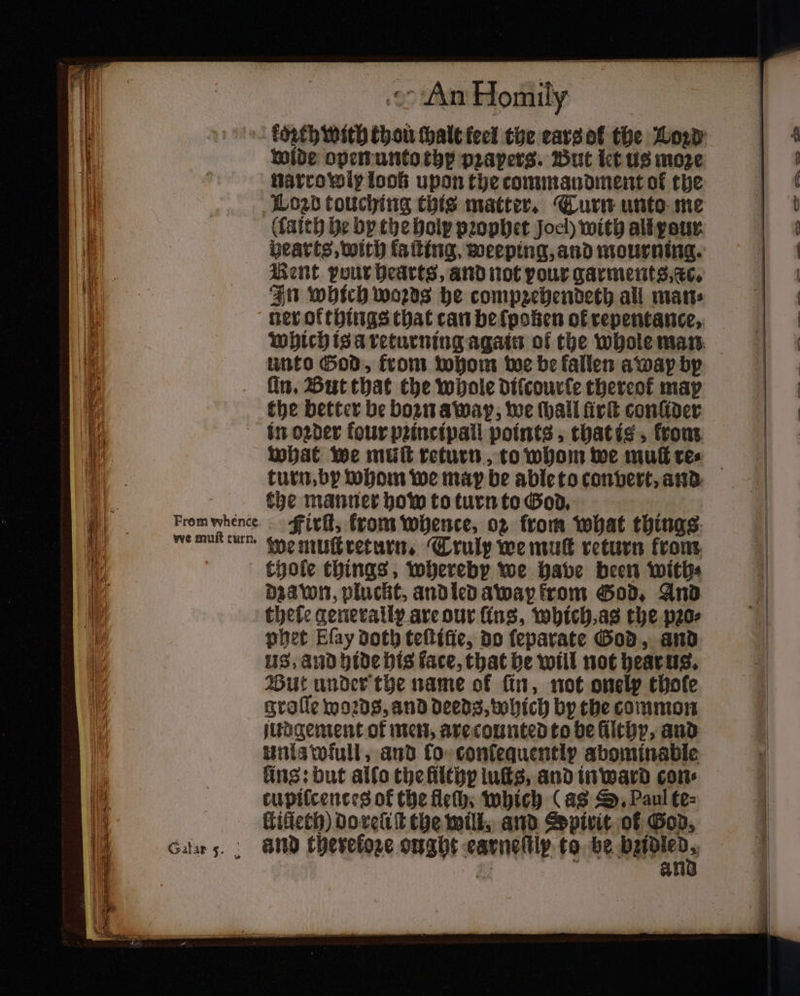 An Homily
forthwith thou ſhalt feel the ears of the Lord
wide open unto thy prayers. But let us more
narrowly look upon the commandment of the
Lord touching this matter. Turn unto me
(ſaith he by the holy prophet Joel) with all your
hearts, with faſting, weeping, and mourning.
Rent your hearts, and not your garments, &c.
In which words he comprehendeth all man-
ner of things that can be ſpoken of repentance,
which is a returning again of the whole man
unto God, from whom we be fallen away by
ſin. But that the whole diſcourſe thereof may
the better be born away, we ſhall firſt conſider
in order four principall points, that is, from
what we muſt return, to whom we muſt re-
turn, by whom we may be able to convert, and
the manner how to turn to God.
From whence
we muſt turn.
Firſt, from whence, or from what things
we muſt return. Truly we muſt return from
thoſe things, whereby we have been with-
drawn, pluckt, and led away from God. And
theſe generally are our ſins, which, as the pro-
phet Eſay doth teſtifie, do ſeparate God, and
us, and hide his face, that he will not hear us.
But under the name of ſin, not onely thoſe
groſſe words, and deeds, which by the common
judgement of men, are counted to be filthy, and
unlawfull, and ſo conſequently abominable
ſins: but alſo the filthy luſts, and inward con-
cupiſcences of the fleſh, which (as S. Paul te-
ſtifieth) do reſiſt the will, and Spirit of God,
Galat 5.
and therefore ought earneſtly to be bridled,
and